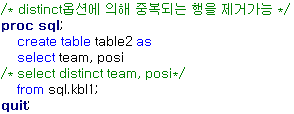 /* distinct옵션에 의해 중복되는 행을 제거가능 */
proc sql;
create table table2 as
select team, posi
/* select distinct team, posi*/
from sql.kbl1;
quit;